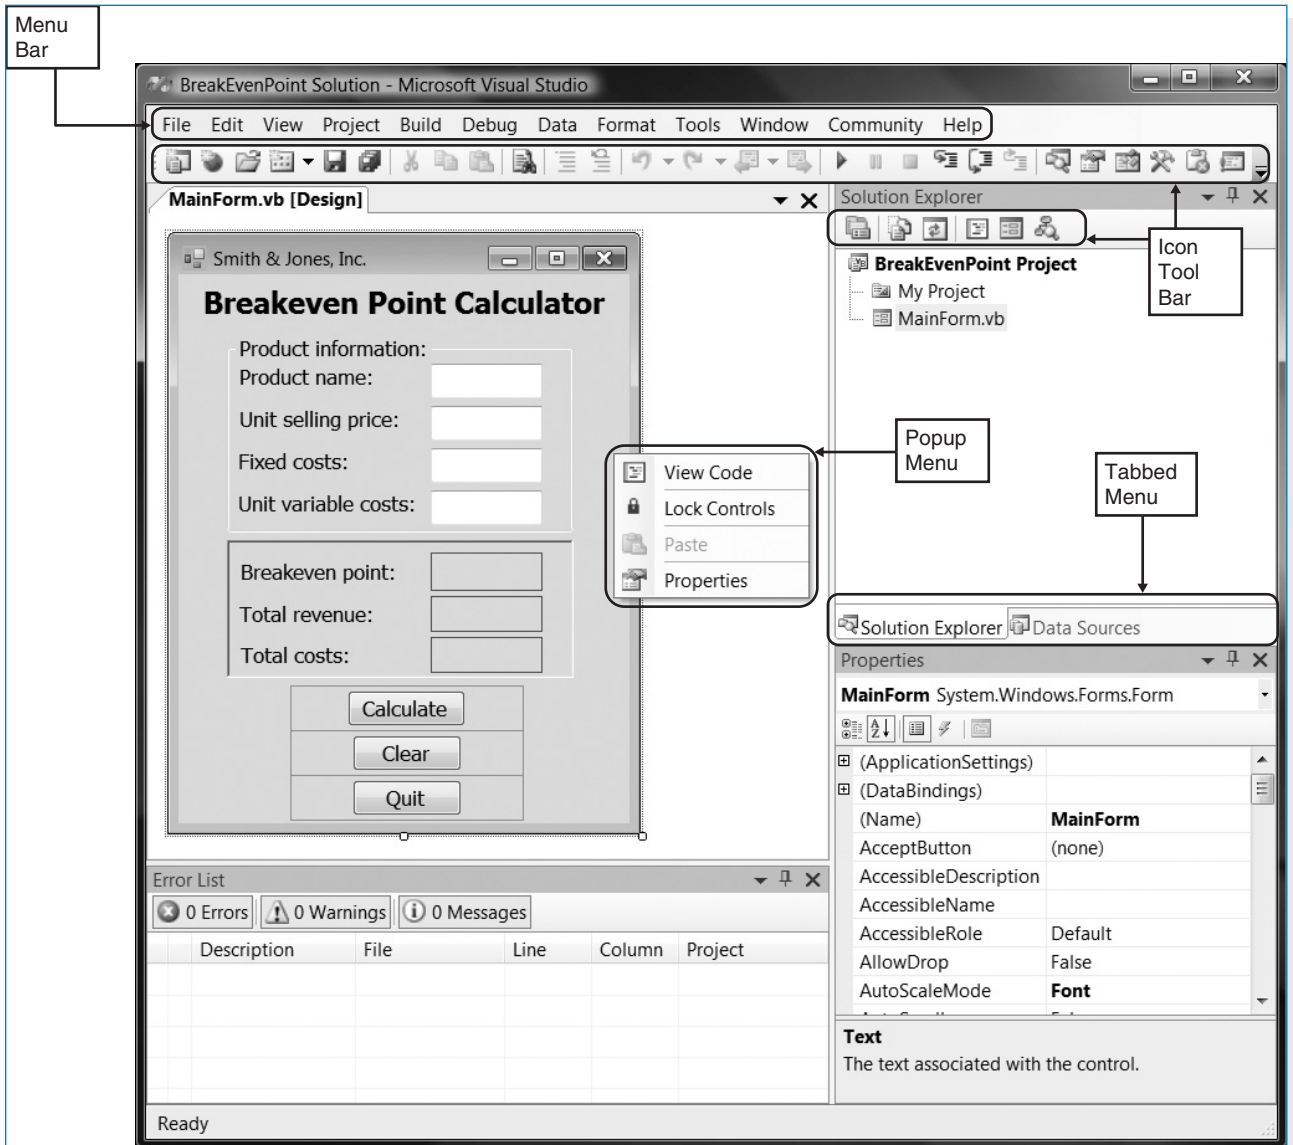 Menu
Bar
BreakEvenPoint Solution - Microsoft Visual Studio
File Edit View Project Build Debug Data Format Tools Window Community Help
MainForm.vb [Design]
Smith & Jones, Inc.
Breakeven Point Calculator
Product information:
Product name:
Unit selling price:
Fixed costs:
Unit variable costs:
Breakeven point:
Total revenue:
Total costs:
Calculate
Clear
Quit
View Code
Lock Controls
Paste
Properties
Popup
Menu
Solution Explorer
Icon
Tool
Bar
BreakEvenPoint Project
My Project
MainForm.vb
Tabbed
Menu
Solution Explorer Data Sources
Properties
MainForm System.Windows.Forms.Form
(ApplicationSettings)
(DataBindings)
(Name) MainForm
AcceptButton (none)
AccessibleDescription
AccessibleName
AccessibleRole Default
AllowDrop False
AutoScaleMode Font
Text
The text associated with the control.
Error List
0 Errors 0 Warnings 0 Messages
Description File Line Column Project
Ready